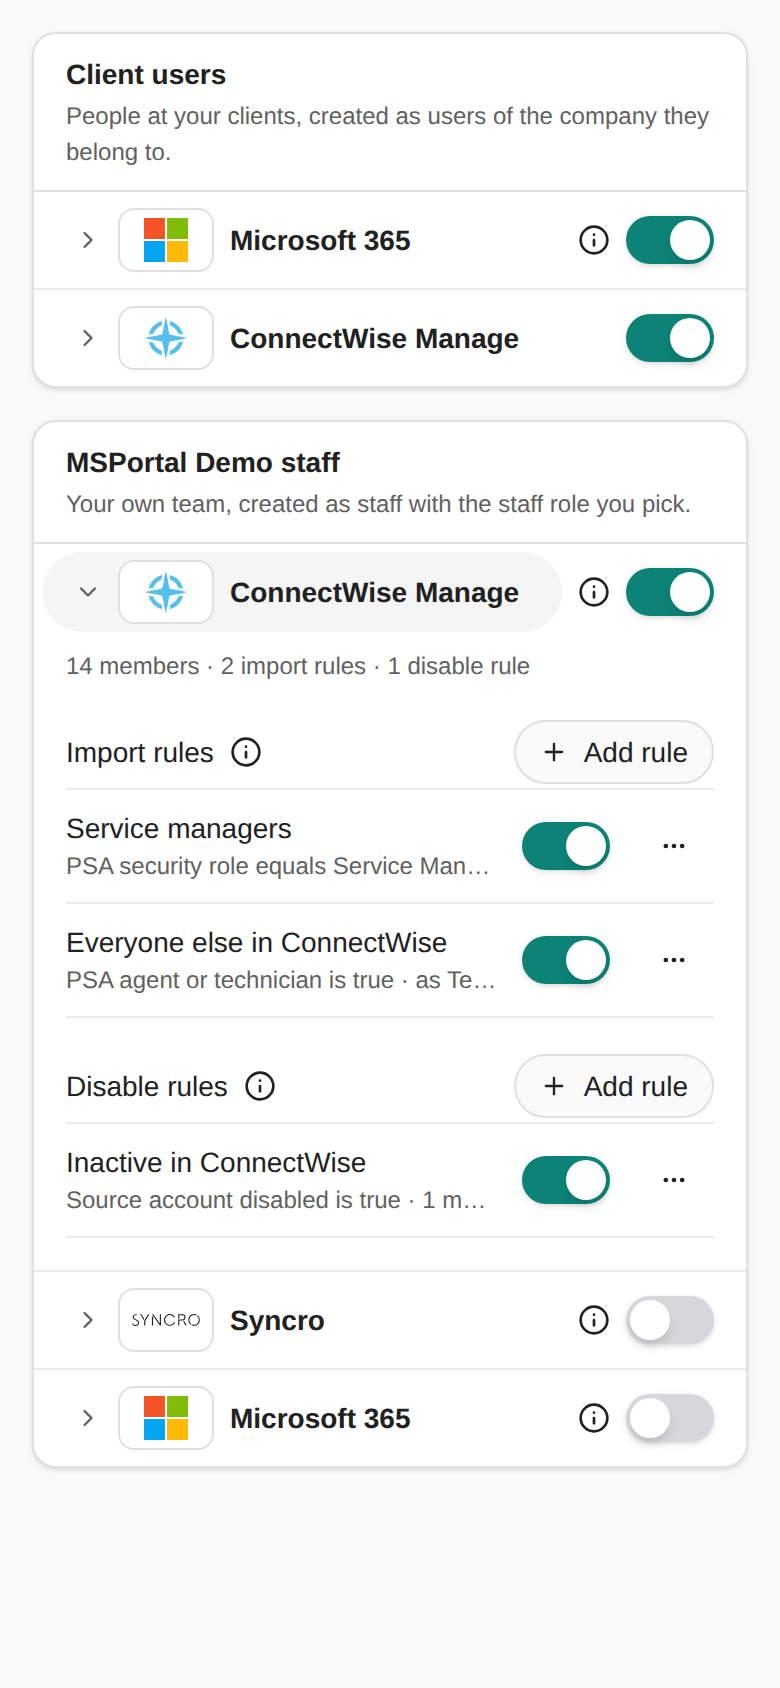 Client users
People at your clients, created as users of the company they
belong to.
Microsoft 365
ConnectWise Manage
MSPortal Demo staff
Your own team, created as staff with the staff role you pick.
ConnectWise Manage
14 members · 2 import rules · 1 disable rule
Import rules
Add rule
Service managers
PSA security role equals Service Man…
Everyone else in ConnectWise
PSA agent or technician is true · as Te…
Disable rules
Add rule
Inactive in ConnectWise
Source account disabled is true · 1 m…
SYNCRO
Syncro
Microsoft 365